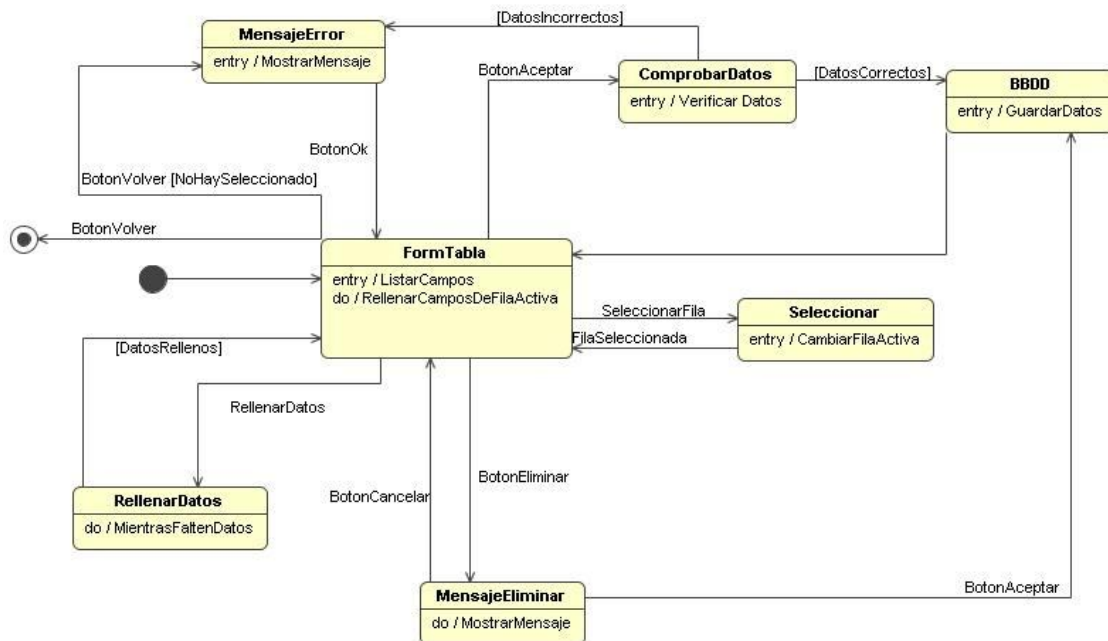 [DatosIncorrectos]
MensajeError
entry / MostrarMensaje
BotonAceptar
ComprobarDatos
entry / Verificar Datos
[DatosCorrectos]
BBDD
entry / GuardarDatos
BotonOk
BotonVolver [NoHaySeleccionado]
BotonVolver
FormTabla
entry / ListarCampos
do / RellenarCamposDeFilaActiva
SeleccionarFila
FilaSeleccionada
Seleccionar
entry / CambiarFilaActiva
[DatosRellenos]
RellenarDatos
BotonEliminar
BotonCancelar
RellenarDatos
do / MientrasFaltenDatos
MensajeEliminar
do / MostrarMensaje
BotonAceptar